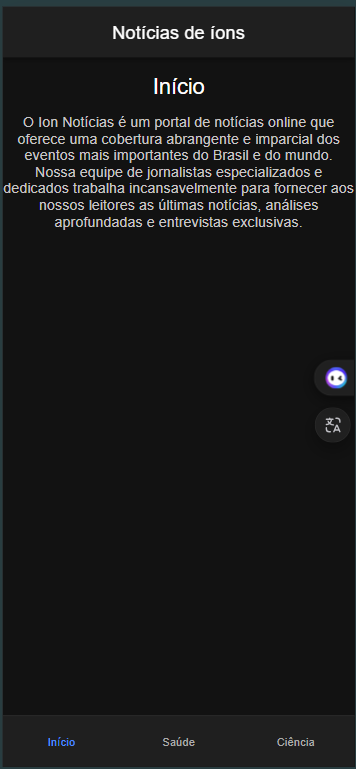 Notícias de íons
Início
O Ion Notícias é um portal de notícias online que
oferece uma cobertura abrangente e imparcial dos
eventos mais importantes do Brasil e do mundo.
Nossa equipe de jornalistas especializados e
dedicados trabalha incansavelmente para fornecer aos
nossos leitores as últimas notícias, análises
aprofundadas e entrevistas exclusivas.
Início
Saúde
Ciência